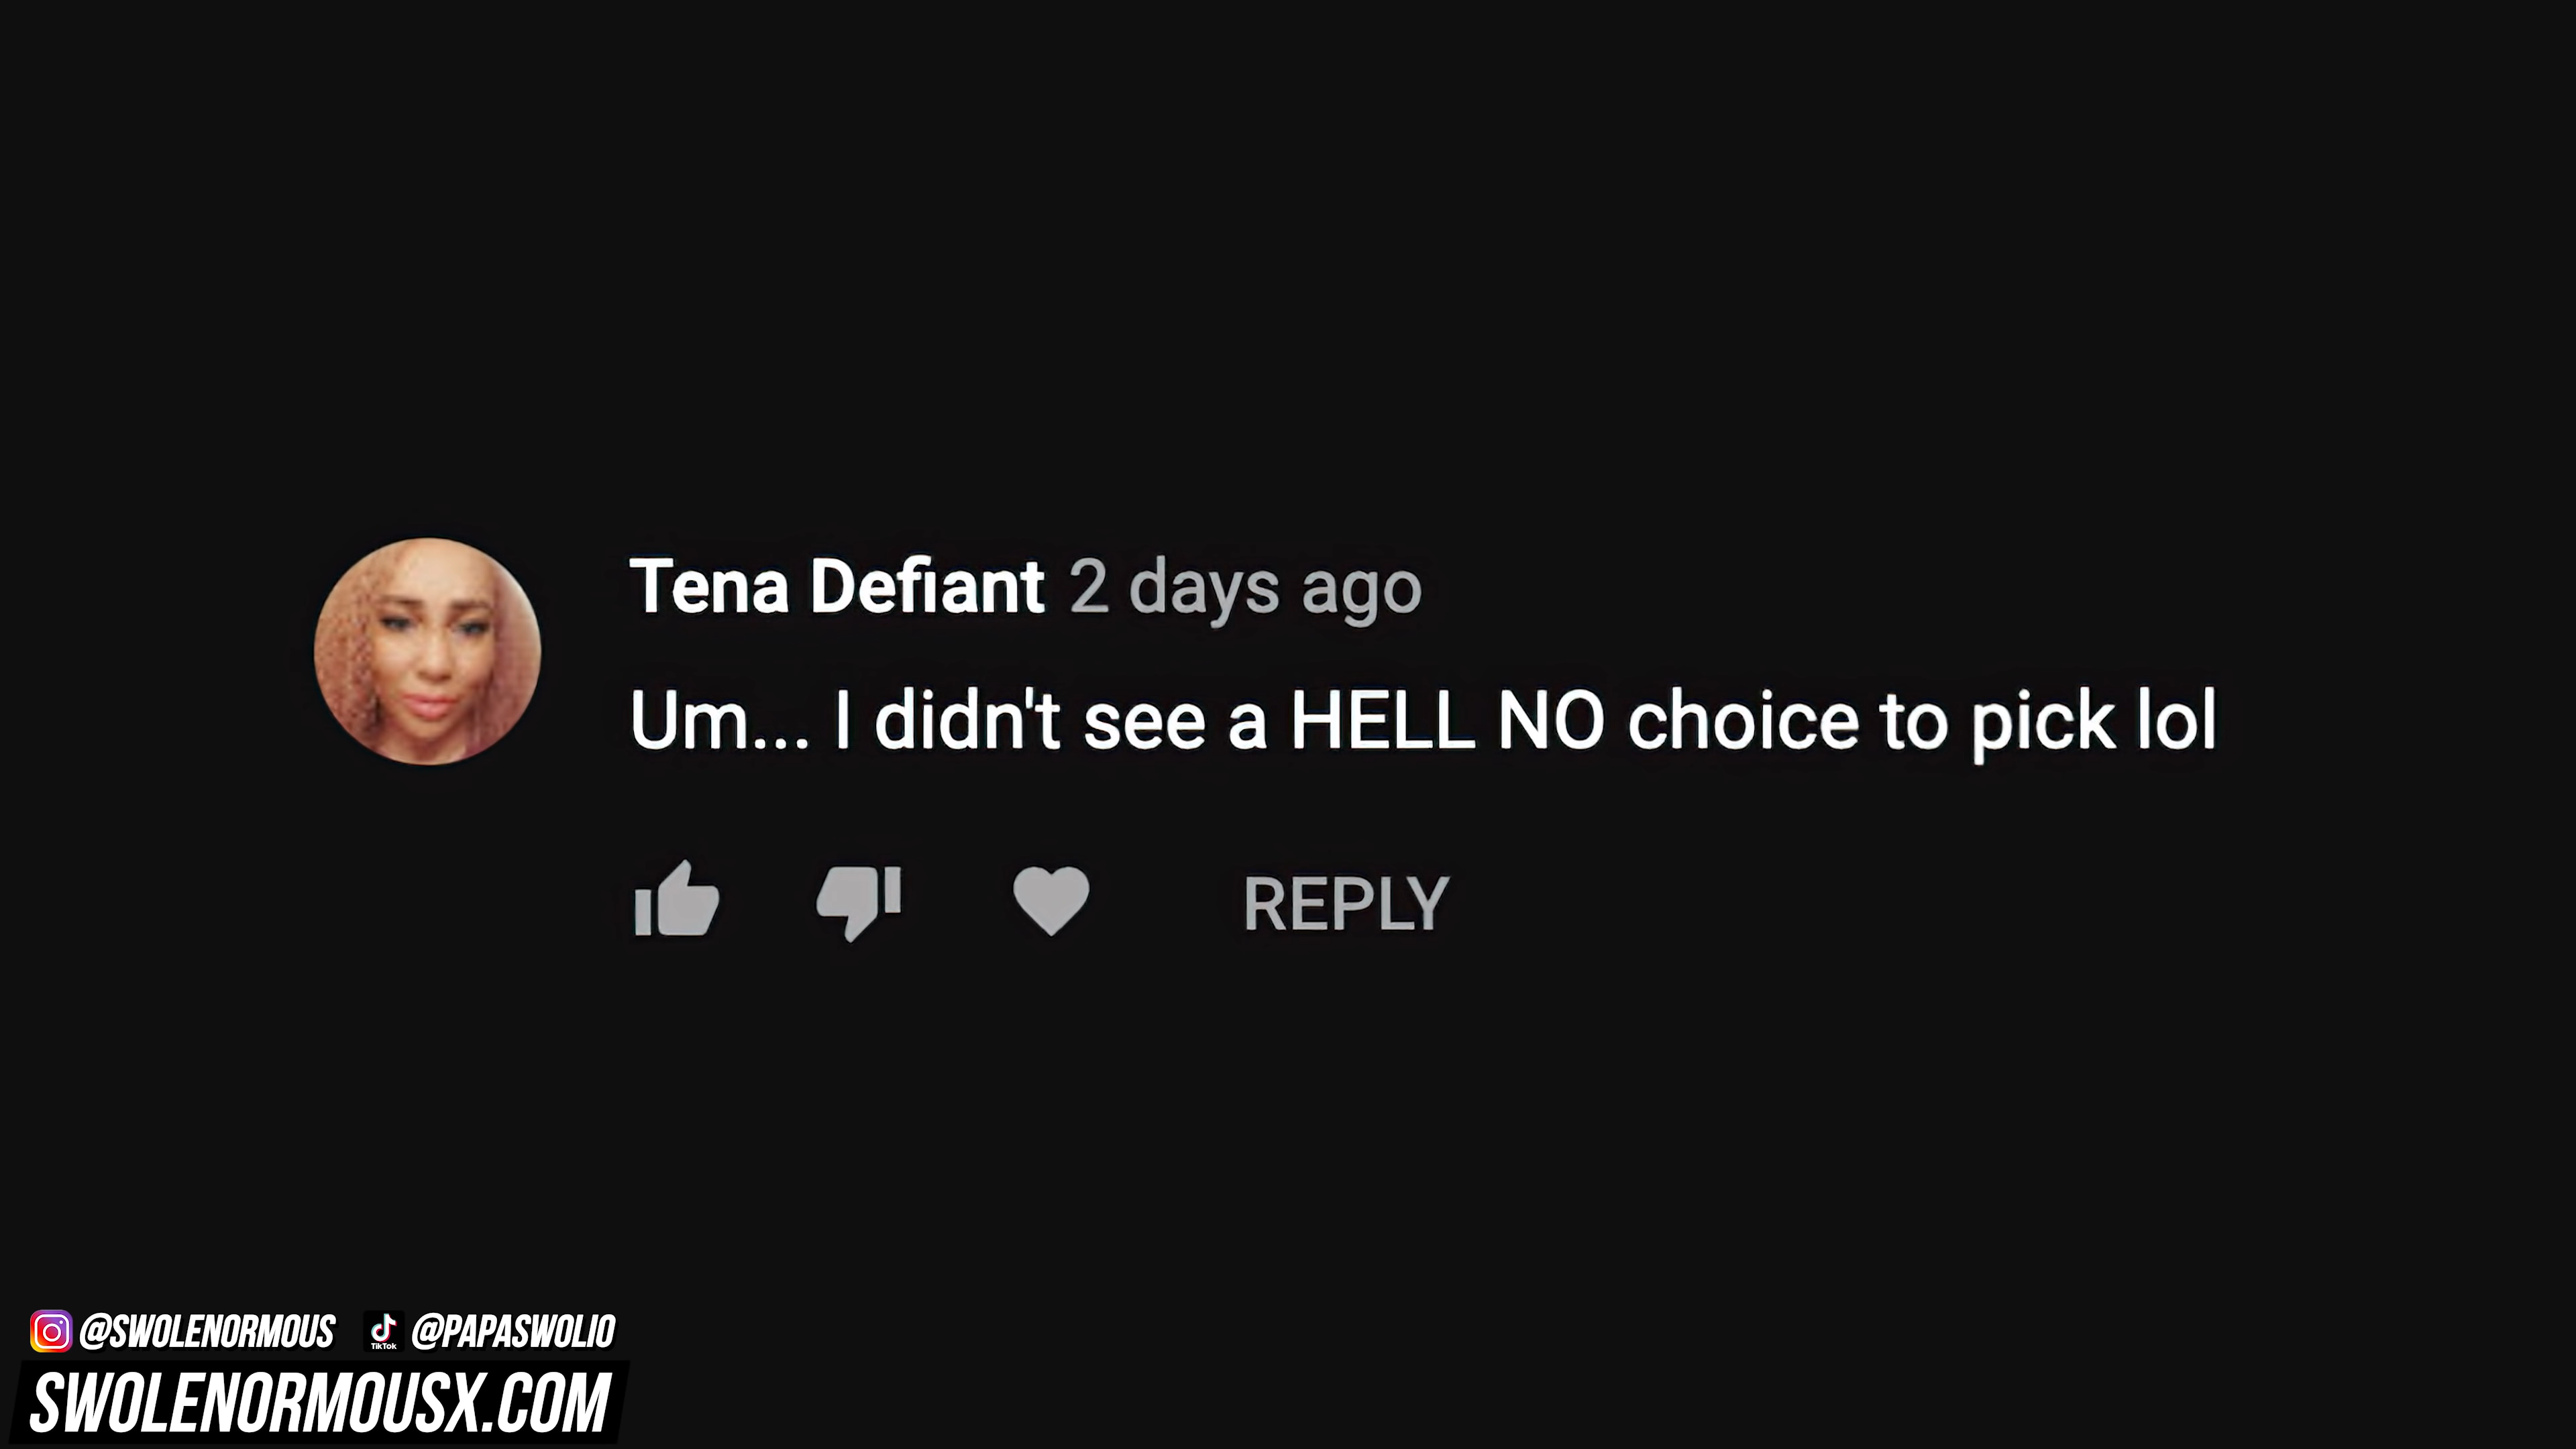 Tena Defiant 2 days ago
Um... I didn't see a HELL NO choice to pick lol
REPLY
@SWOLENORMOUS TikTok @PAPASWOLIO
SWOLENORMOUSX.COM